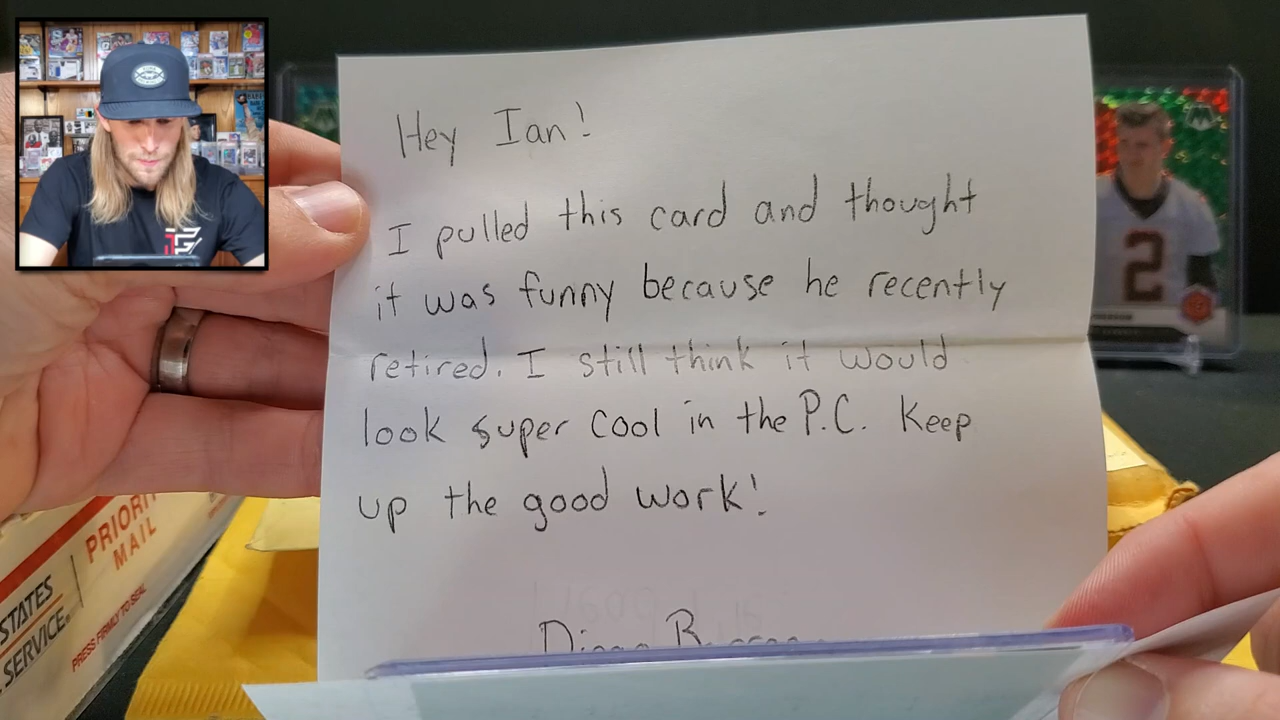 Hey Ian!
I pulled this card and thought
it was funny because he recently
retired. I still think it would
look super cool in the P.C. Keep
up the good work!
PRIORITY
MAIL
STATES
SERVICE®
PRESS FIRMLY TO SEAL
2